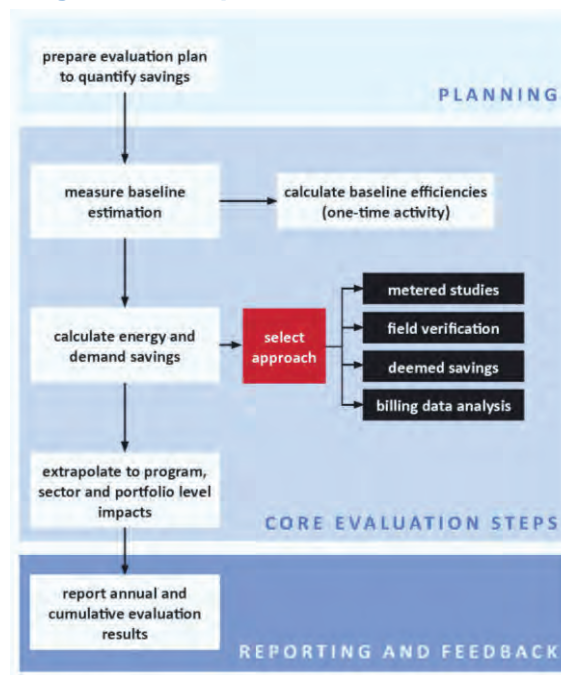 prepare evaluation plan
to quantify savings
PLANNING
measure baseline
estimation
calculate baseline efficiencies
(one-time activity)
calculate energy and
demand savings
select
approach
metered studies
field verification
deemed savings
billing data analysis
extrapolate to program,
sector and portfolio level
impacts
CORE EVALUATION STEPS
report annual and
cumulative evaluation
results
REPORTING AND FEEDBACK